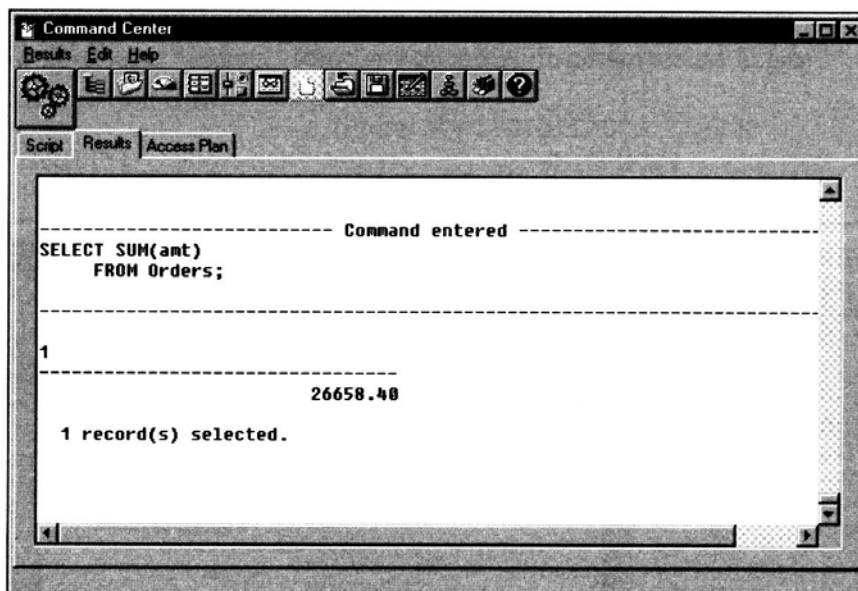 Command Center
Results Edit Help
Script Results Access Plan
---------------------------- Command entered ----------------------------
SELECT SUM(amt)
FROM Orders;
--------------------------------------------------------------------------
1
----------------------------------
26658.40
1 record(s) selected.